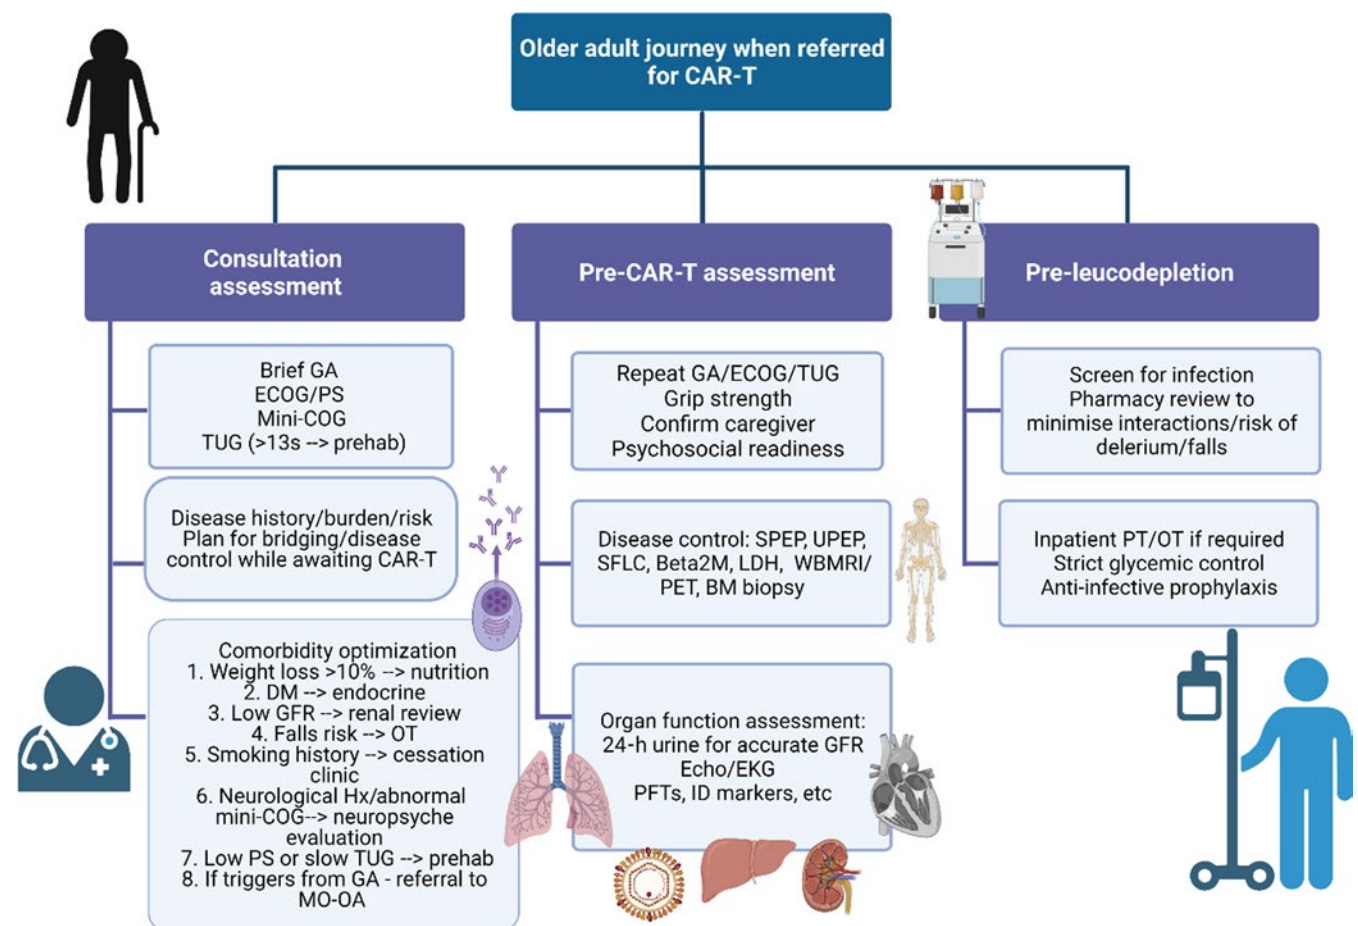 Older adult journey when referred
for CAR-T
Consultation
assessment
Brief GA
ECOG/PS
Mini-COG
TUG (>13s --> prehab)
Disease history/burden/risk
Plan for bridging/disease
control while awaiting CAR-T
Comorbidity optimization
1. Weight loss >10% --> nutrition
2. DM --> endocrine
3. Low GFR --> renal review
4. Falls risk --> OT
5. Smoking history --> cessation
clinic
6. Neurological Hx/abnormal
mini-COG--> neuropsyche
evaluation
7. Low PS or slow TUG --> prehab
8. If triggers from GA - referral to
MO-OA
Pre-CAR-T assessment
Repeat GA/ECOG/TUG
Grip strength
Confirm caregiver
Psychosocial readiness
Disease control: SPEP, UPEP,
SFLC, Beta2M, LDH, WBMRI/
PET, BM biopsy
Organ function assessment:
24-h urine for accurate GFR
Echo/EKG
PFTs, ID markers, etc
Pre-leucodepletion
Screen for infection
Pharmacy review to
minimise interactions/risk of
delerium/falls
Inpatient PT/OT if required
Strict glycemic control
Anti-infective prophylaxis